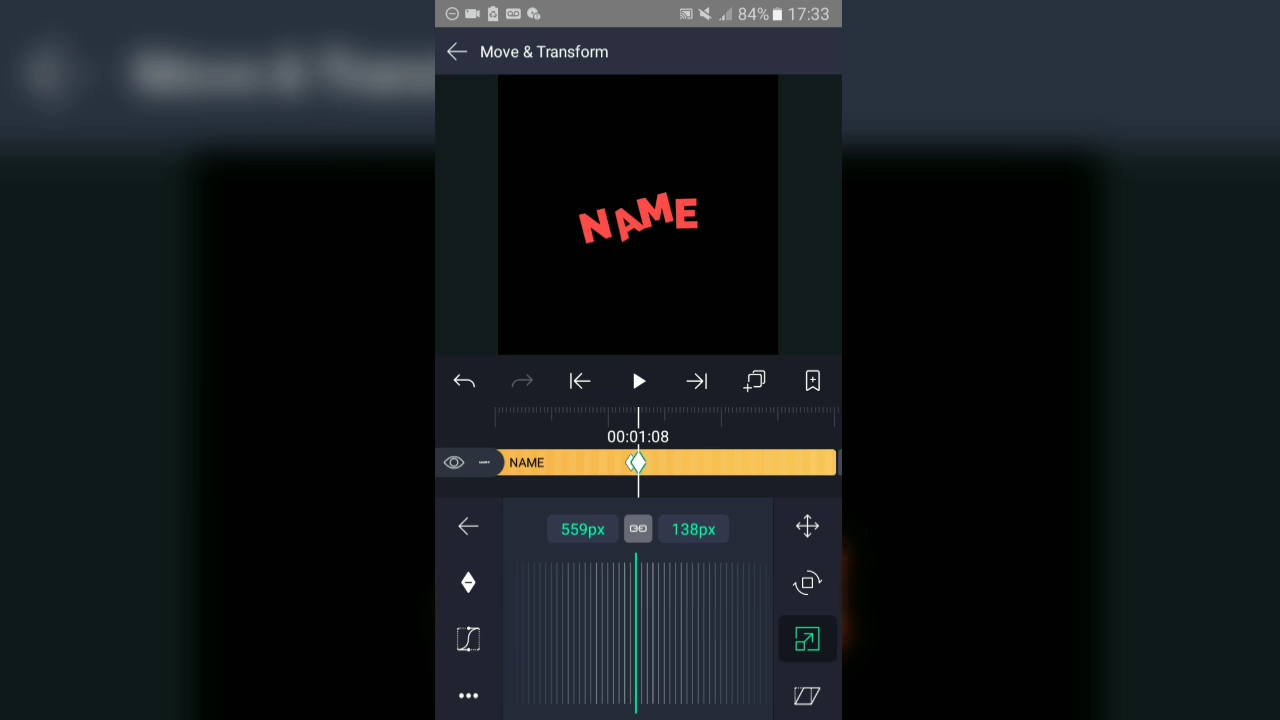 84% 17:33
Move & Transform
NAME
00:01:08
NAME
559px 138px